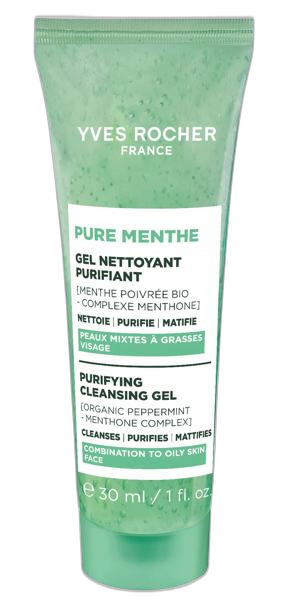 YVES ROCHER
FRANCE
PURE MENTHE
GEL NETTOYANT
PURIFIANT
[MENTHE POIVRÉE BIO
- COMPLEXE MENTHONE]
NETTOIE | PURIFIE | MATIFIE
PEAUX MIXTES À GRASSES
VISAGE
PURIFYING
CLEANSING GEL
[ORGANIC PEPPERMINT
- MENTHONE COMPLEX]
CLEANSES | PURIFIES | MATTIFIES
COMBINATION TO OILY SKIN
FACE
℮ 30 ml / 1 fl. oz.